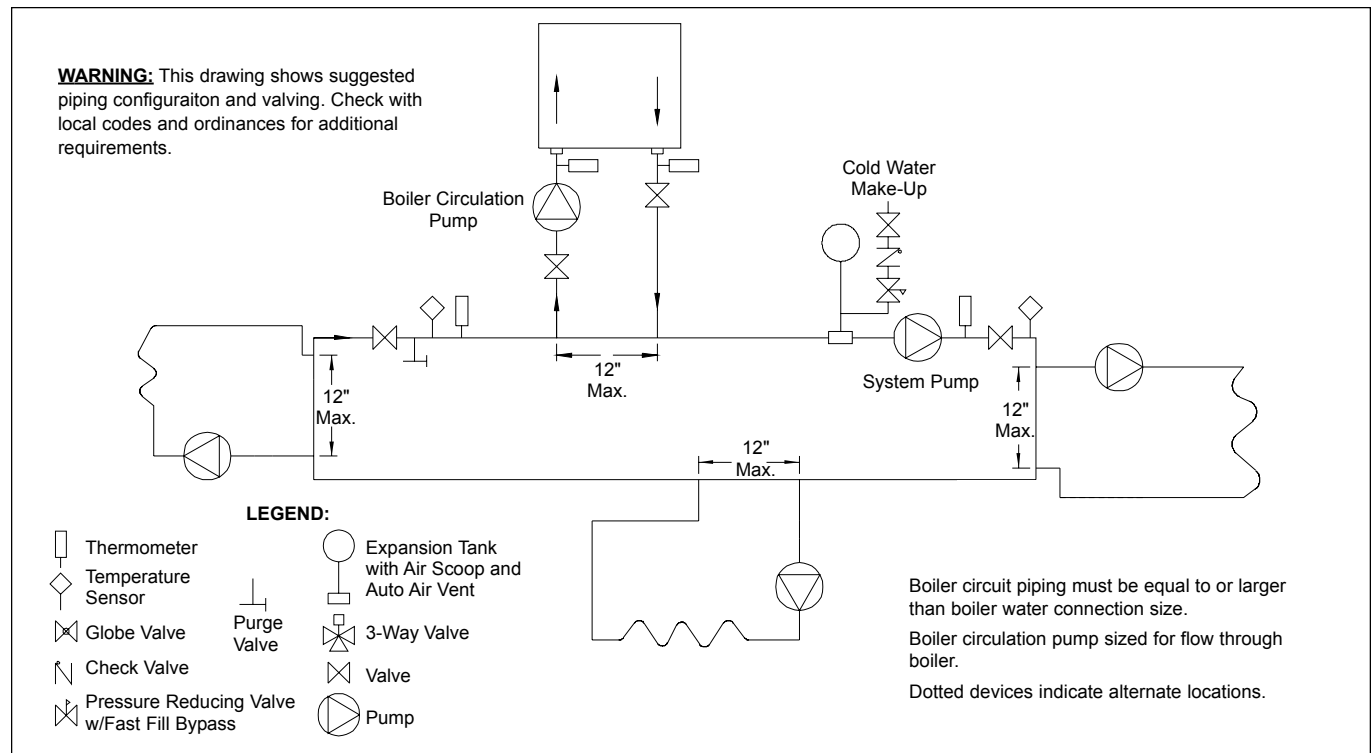 WARNING: This drawing shows suggested
piping configuraiton and valving. Check with
local codes and ordinances for additional
requirements.
Boiler Circulation
Pump
Cold Water
Make-Up
12"
Max.
12"
Max.
System Pump
12"
Max.
12"
Max.
LEGEND:
Thermometer
Temperature
Sensor
Globe Valve
Check Valve
Pressure Reducing Valve
w/Fast Fill Bypass
Purge
Valve
Expansion Tank
with Air Scoop and
Auto Air Vent
3-Way Valve
Valve
Pump
Boiler circuit piping must be equal to or larger
than boiler water connection size.
Boiler circulation pump sized for flow through
boiler.
Dotted devices indicate alternate locations.